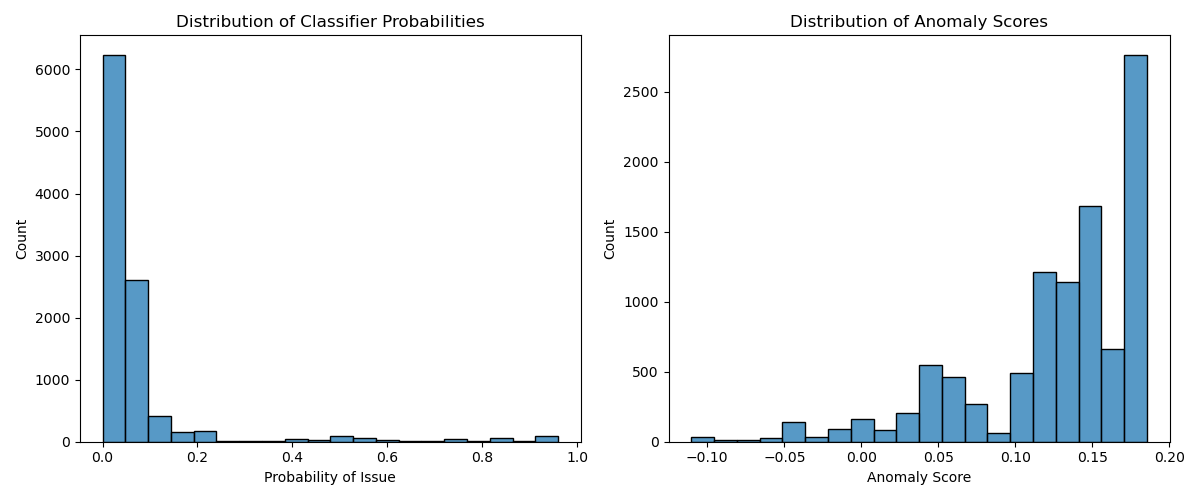 Distribution of Classifier Probabilities
Count
6000
5000
4000
3000
2000
1000
0
0.0 0.2 0.4 0.6 0.8 1.0
Probability of Issue
Distribution of Anomaly Scores
Count
2500
2000
1500
1000
500
0
−0.10 −0.05 0.00 0.05 0.10 0.15 0.20
Anomaly Score